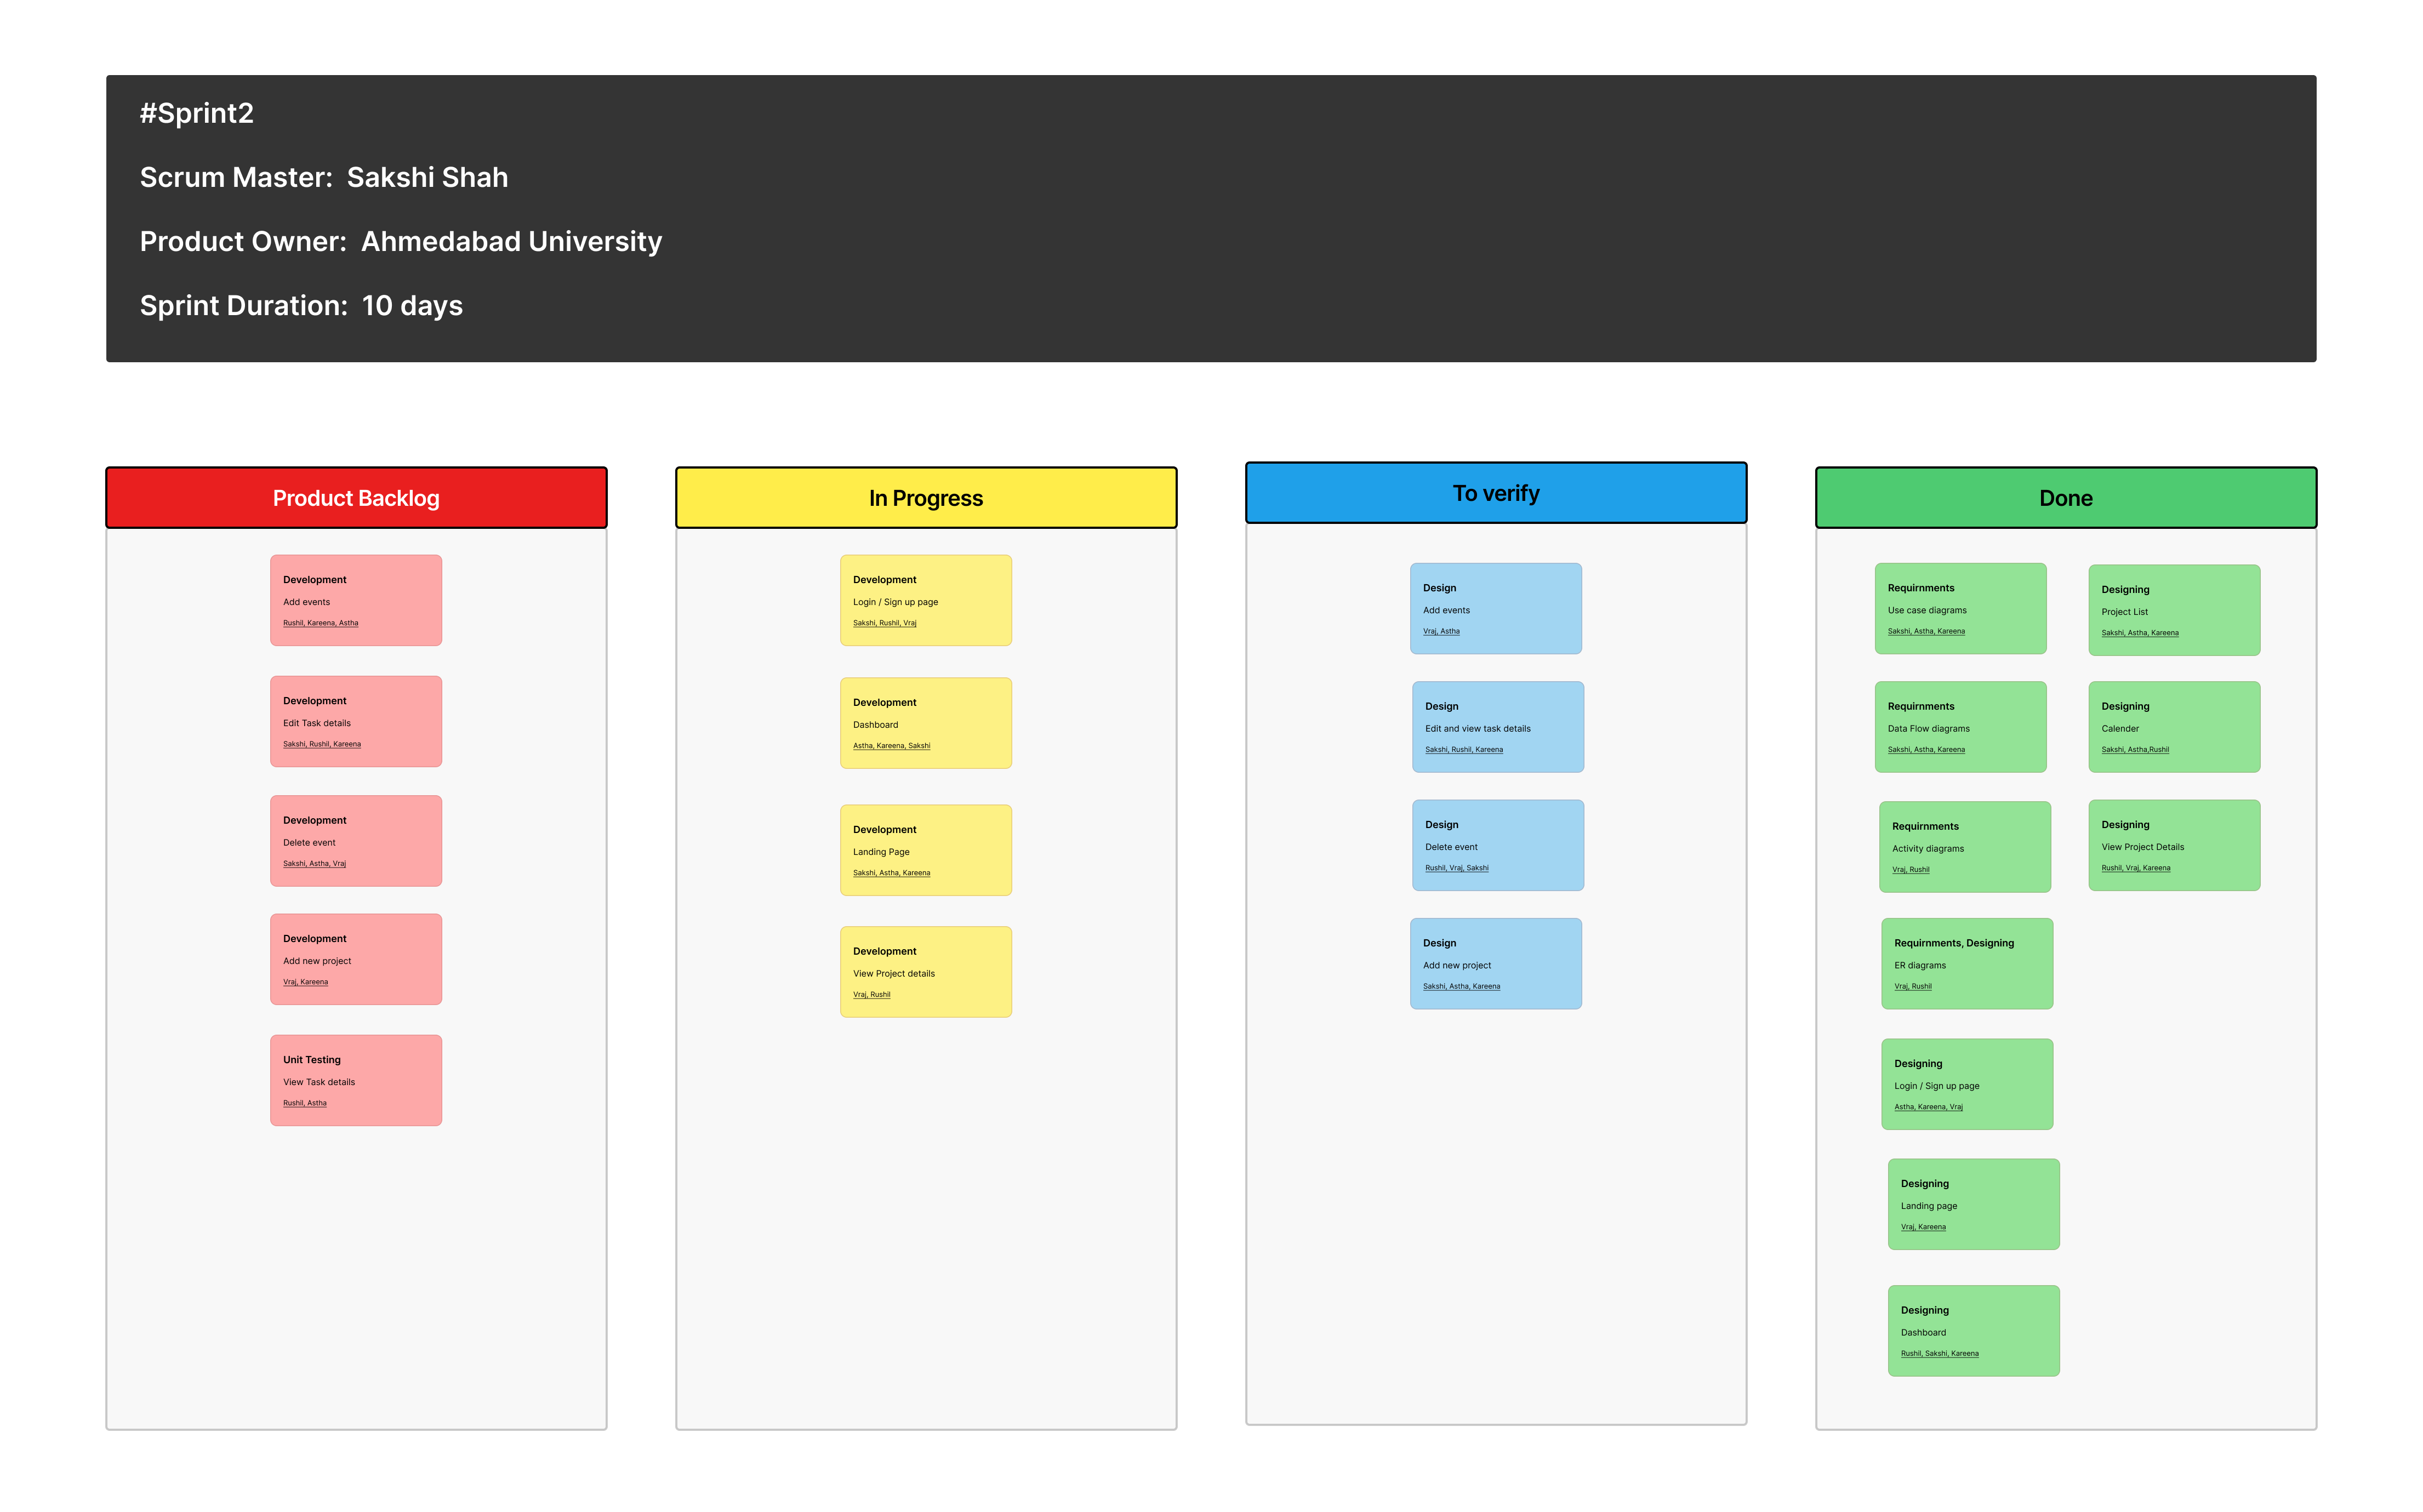 #Sprint2
Scrum Master:  Sakshi Shah
Product Owner:  Ahmedabad University
Sprint Duration:  10 days
Product Backlog
Development
Add events
Rushil, Kareena, Astha
Development
Edit Task details
Sakshi, Rushil, Kareena
Development
Delete event
Sakshi, Astha, Vraj
Development
Add new project
Vraj, Kareena
Unit Testing
View Task details
Rushil, Astha
In Progress
Development
Login / Sign up page
Sakshi, Rushil, Vraj
Development
Dashboard
Astha, Kareena, Sakshi
Development
Landing Page
Sakshi, Astha, Kareena
Development
View Project details
Vraj, Rushil
To verify
Design
Add events
Vraj, Astha
Design
Edit and view task details
Sakshi, Rushil, Kareena
Design
Delete event
Rushil, Vraj, Sakshi
Design
Add new project
Sakshi, Astha, Kareena
Done
Requirnments
Use case diagrams
Sakshi, Astha, Kareena
Requirnments
Data Flow diagrams
Sakshi, Astha, Kareena
Requirnments
Activity diagrams
Vraj, Rushil
Requirnments, Designing
ER diagrams
Vraj, Rushil
Designing
Login / Sign up page
Astha, Kareena, Vraj
Designing
Landing page
Vraj, Kareena
Designing
Dashboard
Rushil, Sakshi, Kareena
Designing
Project List
Sakshi, Astha, Kareena
Designing
Calender
Sakshi, Astha,Rushil
Designing
View Project Details
Rushil, Vraj, Kareena